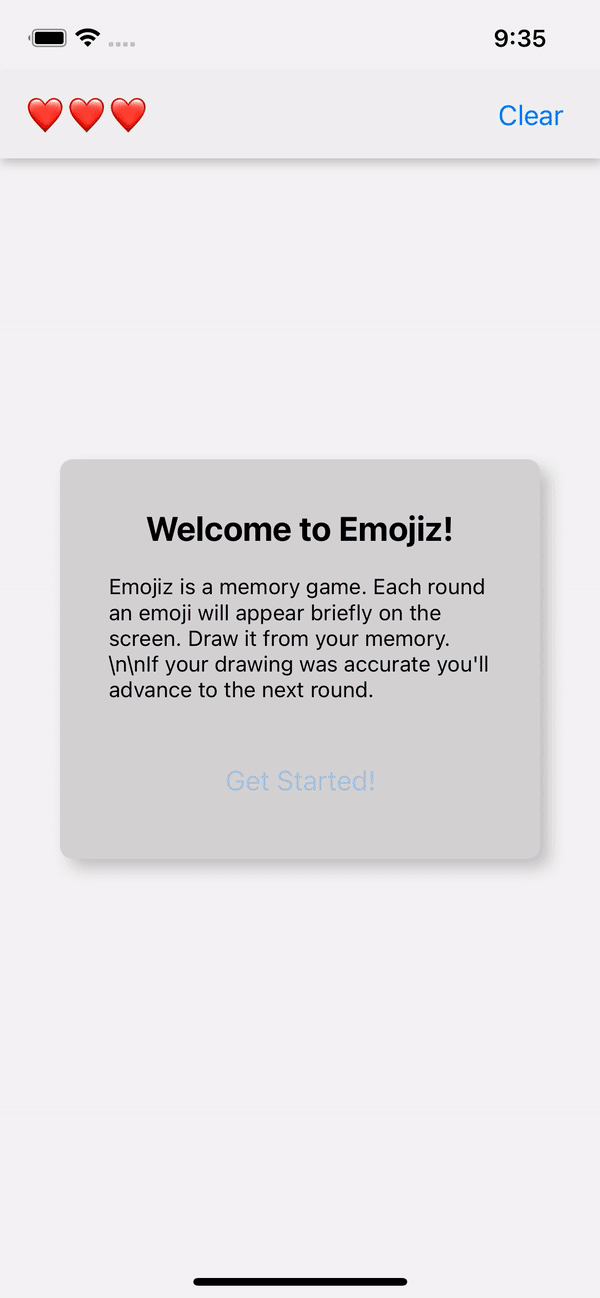 9:35
❤️❤️❤️ Clear
Welcome to Emojiz!
Emojiz is a memory game. Each round
an emoji will appear briefly on the
screen. Draw it from your memory.
\n\nIf your drawing was accurate you'll
advance to the next round.
Get Started!